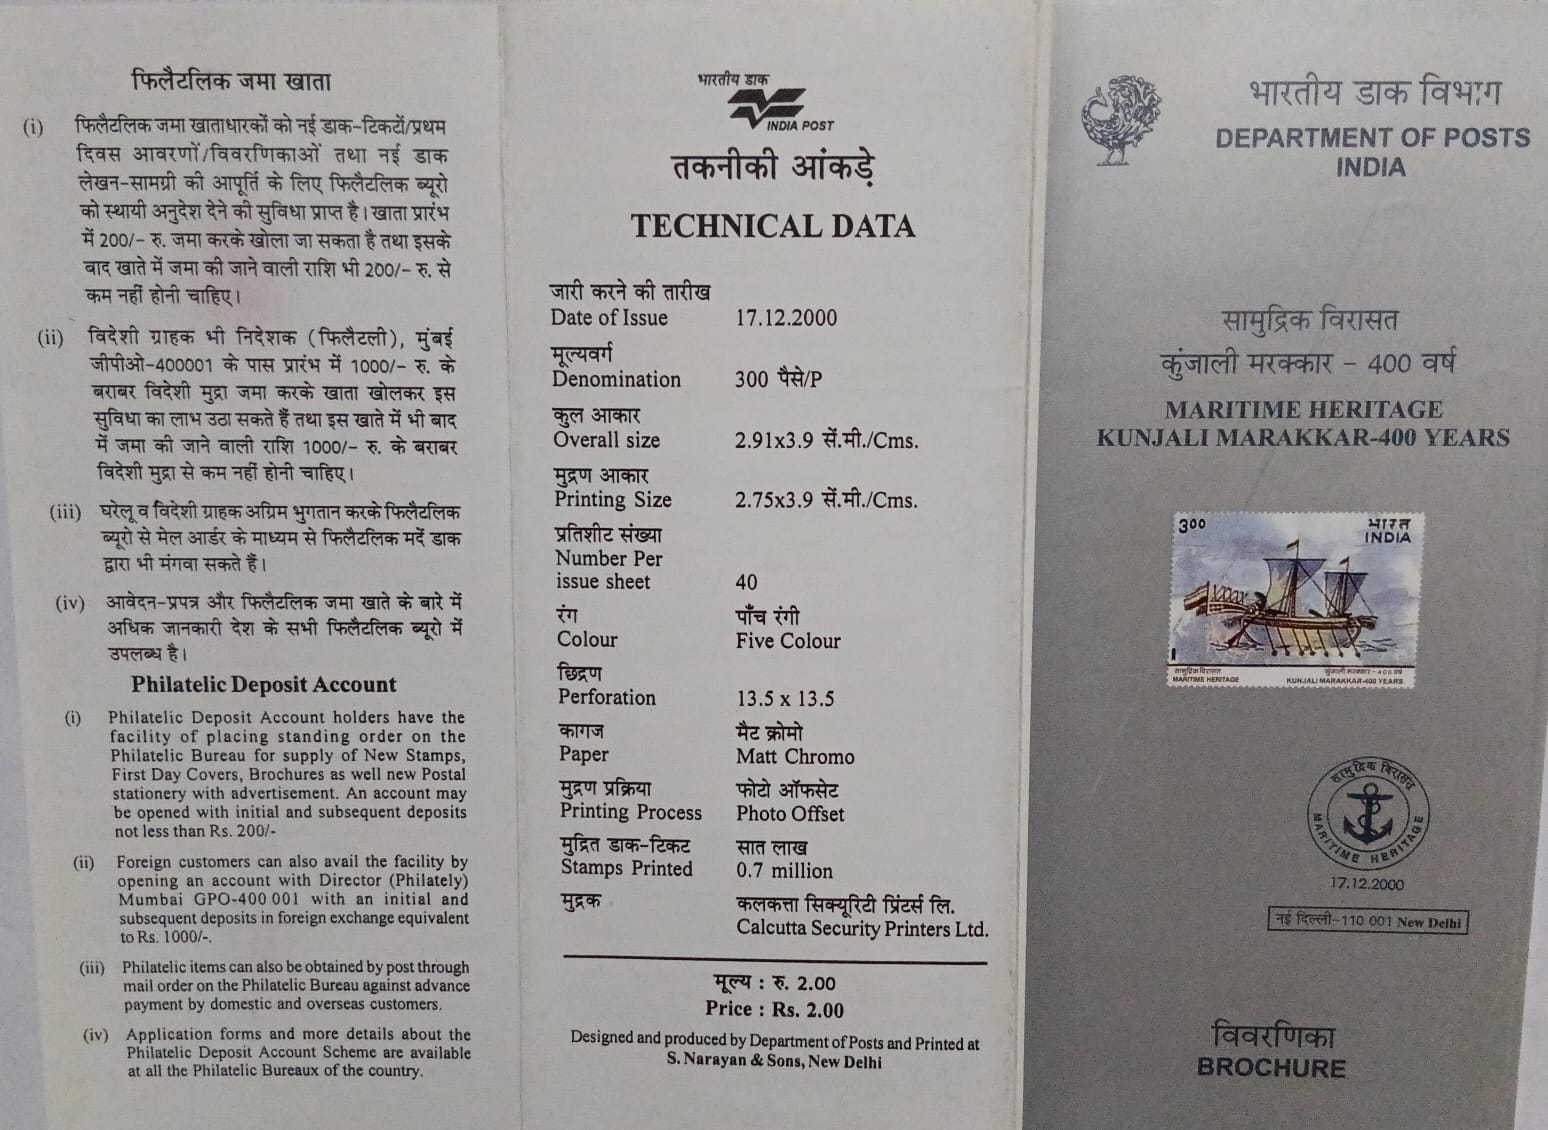 फिलैटलिक जमा खाता
(i) फिलैटलिक जमा खाताधारकों को नई डाक-टिकटों/प्रथम
दिवस आवरणों/विवरणिकाओं तथा नई डाक
लेखन-सामग्री की आपूर्ति के लिए फिलैटलिक ब्यूरो
को स्थायी अनुदेश देने की सुविधा प्राप्त है। खाता प्रारंभ
में 200/- रु. जमा करके खोला जा सकता है तथा इसके
बाद खाते में जमा की जाने वाली राशि भी 200/- रु. से
कम नहीं होनी चाहिए।
(ii) विदेशी ग्राहक भी निदेशक (फिलैटली), मुंबई
जीपीओ-400001 के पास प्रारंभ में 1000/- रु. के
बराबर विदेशी मुद्रा जमा करके खाता खोलकर इस
सुविधा का लाभ उठा सकते हैं तथा इस खाते में भी बाद
में जमा की जाने वाली राशि 1000/- रु. के बराबर
विदेशी मुद्रा से कम नहीं होनी चाहिए।
(iii) घरेलू व विदेशी ग्राहक अग्रिम भुगतान करके फिलैटलिक
ब्यूरो से मेल आर्डर के माध्यम से फिलैटलिक मदें डाक
द्वारा भी मंगवा सकते हैं।
(iv) आवेदन-प्रपत्र और फिलैटलिक जमा खाते के बारे में
अधिक जानकारी देश के सभी फिलैटलिक ब्यूरो में
उपलब्ध है।
Philatelic Deposit Account
(i) Philatelic Deposit Account holders have the
facility of placing standing order on the
Philatelic Bureau for supply of New Stamps,
First Day Covers, Brochures as well new Postal
stationery with advertisement. An account may
be opened with initial and subsequent deposits
not less than Rs. 200/-
(ii) Foreign customers can also avail the facility by
opening an account with Director (Philately)
Mumbai GPO-400 001 with an initial and
subsequent deposits in foreign exchange equivalent
to Rs. 1000/-.
(iii) Philatelic items can also be obtained by post through
mail order on the Philatelic Bureau against advance
payment by domestic and overseas customers.
(iv) Application forms and more details about the
Philatelic Deposit Account Scheme are available
at all the Philatelic Bureaux of the country.
भारतीय डाक
INDIA POST
तकनीकी आंकड़े
TECHNICAL DATA
जारी करने की तारीख
Date of Issue 17.12.2000
मूल्यवर्ग
Denomination 300 पैसे/P
कुल आकार
Overall size 2.91x3.9 सें.मी./Cms.
मुद्रण आकार
Printing Size 2.75x3.9 सें.मी./Cms.
प्रतिशीट संख्या
Number Per
issue sheet 40
रंग पाँच रंगी
Colour Five Colour
छिद्रण
Perforation 13.5 x 13.5
कागज मैट क्रोमो
Paper Matt Chromo
मुद्रण प्रक्रिया फोटो ऑफसेट
Printing Process Photo Offset
मुद्रित डाक-टिकट सात लाख
Stamps Printed 0.7 million
मुद्रक कलकत्ता सिक्यूरिटी प्रिंटर्स लि.
Calcutta Security Printers Ltd.
मूल्य : रु. 2.00
Price : Rs. 2.00
Designed and produced by Department of Posts and Printed at
S. Narayan & Sons, New Delhi
भारतीय डाक विभाग
DEPARTMENT OF POSTS
INDIA
सामुद्रिक विरासत
कुंजाली मरक्कार - 400 वर्ष
MARITIME HERITAGE
KUNJALI MARAKKAR-400 YEARS
300 भारत
INDIA
सामुद्रिक विरासत कुंजाली मरक्कार - 400 वर्ष
MARITIME HERITAGE KUNJALI MARAKKAR-400 YEARS
सामुद्रिक विरासत
MARITIME HERITAGE
17.12.2000
नई दिल्ली-110 001 New Delhi
विवरणिका
BROCHURE